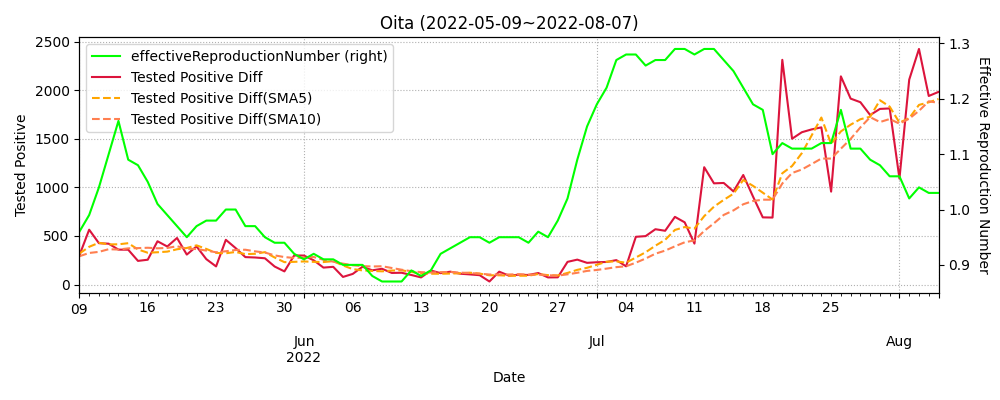 Oita (2022-05-09~2022-08-07)
effectiveReproductionNumber (right)
Tested Positive Diff
Tested Positive Diff(SMA5)
Tested Positive Diff(SMA10)
Tested Positive
2500
2000
1500
1000
500
0
Effective Number
1.3
1.2
1.1
1.0
0.9
09 16 23 30 06 13 20 27 04 11 18 25
Jun Jul Aug
2022
Date